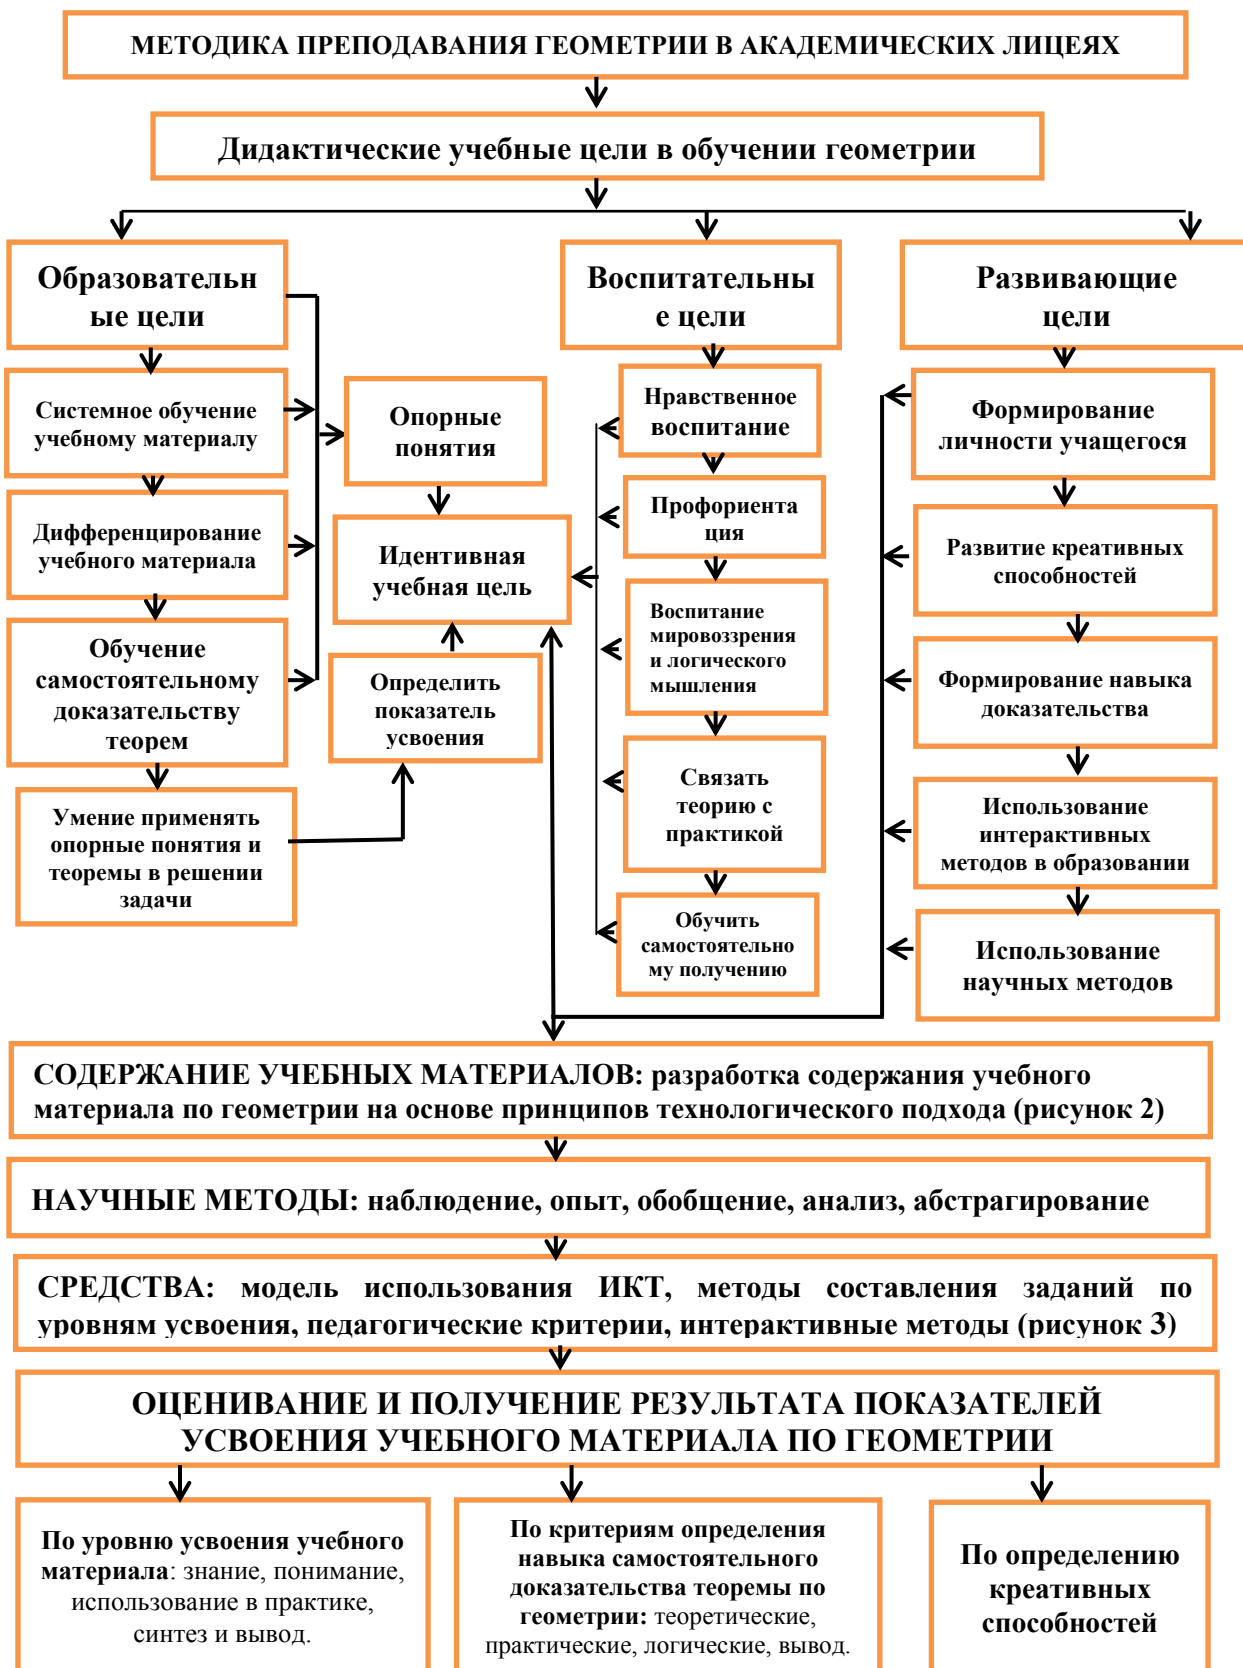 МЕТОДИКА ПРЕПОДАВАНИЯ ГЕОМЕТРИИ В АКАДЕМИЧЕСКИХ ЛИЦЕЯХ
Дидактические учебные цели в обучении геометрии
Образовательн
ые цели
Воспитательны
е цели
Развивающие
цели
Системное обучение
учебному материалу
Дифференцирование
учебного материала
Обучение
самостоятельному
доказательству
теорем
Умение применять
опорные понятия и
теоремы в решении
задачи
Опорные
понятия
Идентивная
учебная цель
Определить
показатель
усвоения
Нравственное
воспитание
Профориента
ция
Воспитание
мировоззрения
и логического
мышления
Связать
теорию с
практикой
Обучить
самостоятельно
му получению
Формирование
личности учащегося
Развитие креативных
способностей
Формирование навыка
доказательства
Использование
интерактивных
методов в образовании
Использование
научных методов
СОДЕРЖАНИЕ УЧЕБНЫХ МАТЕРИАЛОВ: разработка содержания учебного
материала по геометрии на основе принципов технологического подхода (рисунок 2)
НАУЧНЫЕ МЕТОДЫ: наблюдение, опыт, обобщение, анализ, абстрагирование
СРЕДСТВА: модель использования ИКТ, методы составления заданий по
уровням усвоения, педагогические критерии, интерактивные методы (рисунок 3)
ОЦЕНИВАНИЕ И ПОЛУЧЕНИЕ РЕЗУЛЬТАТА ПОКАЗАТЕЛЕЙ
УСВОЕНИЯ УЧЕБНОГО МАТЕРИАЛА ПО ГЕОМЕТРИИ
По уровню усвоения учебного
материала: знание, понимание,
использование в практике,
синтез и вывод.
По критериям определения
навыка самостоятельного
доказательства теоремы по
геометрии: теоретические,
практические, логические, вывод.
По определению
креативных
способностей